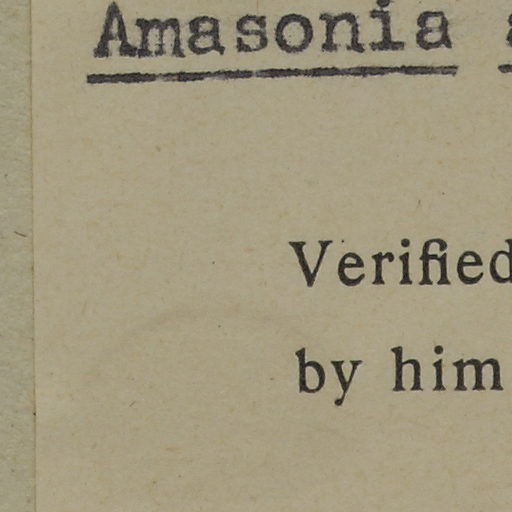 Amasonia
Verified
by him